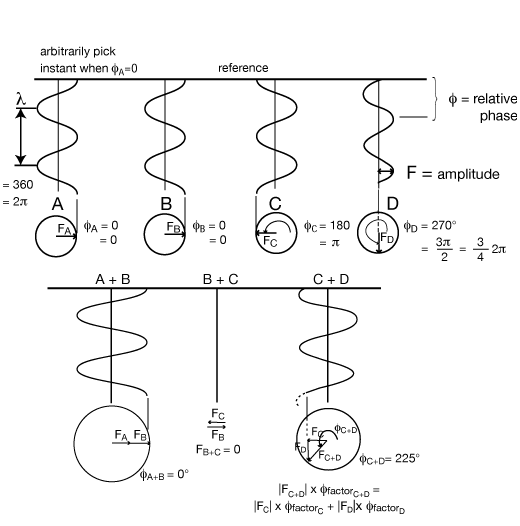 arbitrarily pick
instant when ϕA=0
reference
λ
ϕ = relative
phase
F = amplitude
= 360
= 2π
A
B
C
D
FA
ϕA = 0
= 0
FB
ϕB = 0
= 0
FC
ϕC = 180
= π
FD
ϕD = 270°
= 3π/2 = 3/4 2π
A + B
B + C
C + D
FA FB
ϕA+B = 0°
FC
FB
FB+C = 0
FC
FD
FC+D
ϕC+D
ϕC+D= 225°
|FC+D| x ϕfactorC+D =
|FC| x ϕfactorC + |FD|x ϕfactorD